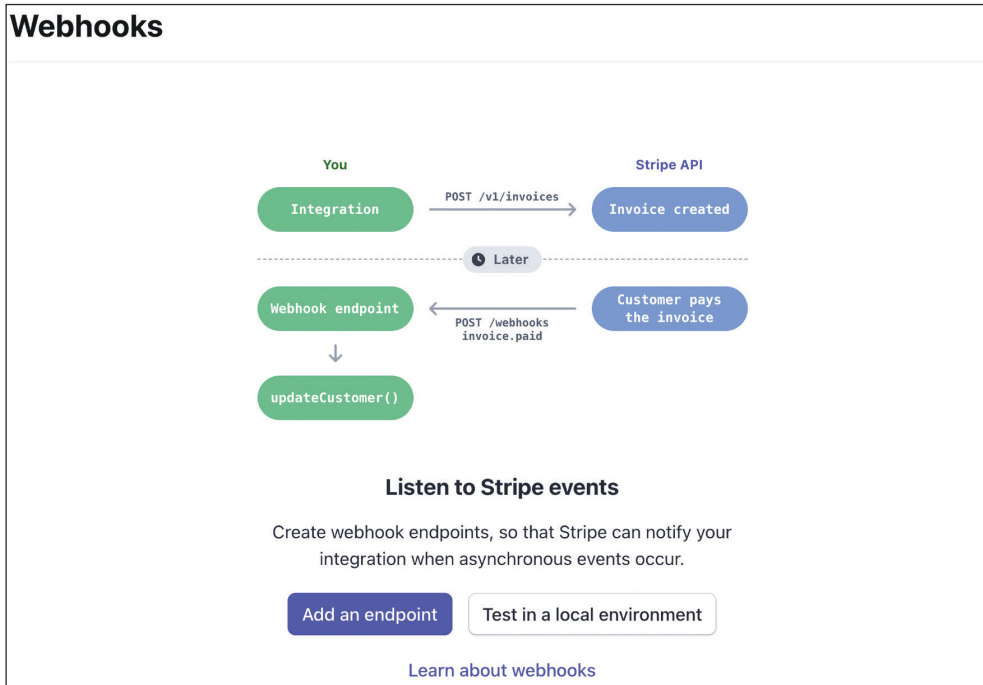 Webhooks
You
Stripe API
Integration
POST /v1/invoices
Invoice created
Later
Webhook endpoint
POST /webhooks
invoice.paid
Customer pays
the invoice
updateCustomer()
Listen to Stripe events
Create webhook endpoints, so that Stripe can notify your
integration when asynchronous events occur.
Add an endpoint
Test in a local environment
Learn about webhooks